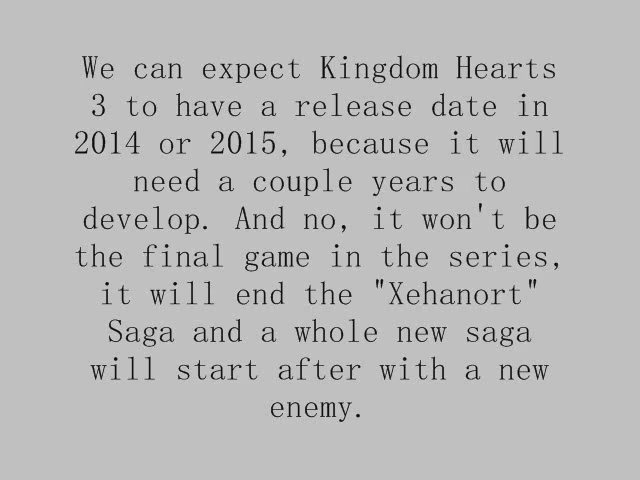 We can expect Kingdom Hearts
3 to have a release date in
2014 or 2015, because it will
need a couple years to
develop. And no, it won't be
the final game in the series,
it will end the "Xehanort"
Saga and a whole new saga
will start after with a new
enemy.